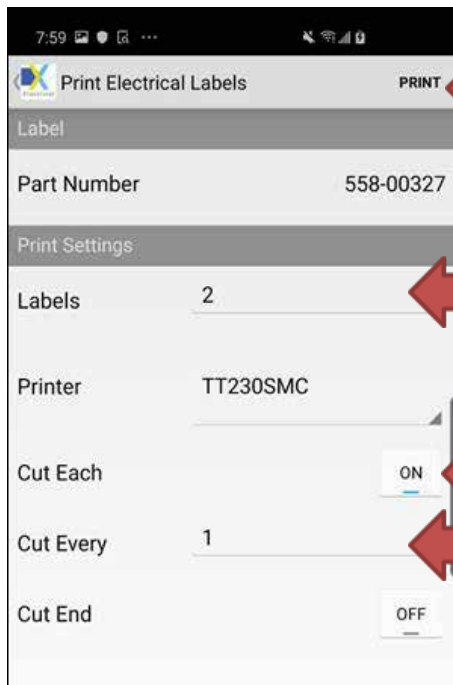 7:59 ...
Print Electrical Labels PRINT
Label
Part Number 558-00327
Print Settings
Labels 2
Printer TT230SMC
Cut Each ON
Cut Every 1
Cut End OFF